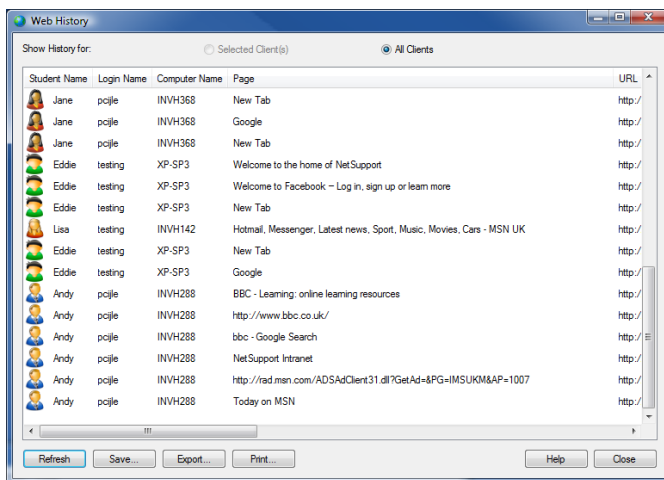 Web History
Show History for: Selected Client(s) All Clients
Student Name Login Name Computer Name Page URL
Jane pcijle INVH368 New Tab http:/
Jane pcijle INVH368 Google http:/
Jane pcijle INVH368 New Tab http:/
Eddie testing XP-SP3 Welcome to the home of NetSupport http:/
Eddie testing XP-SP3 Welcome to Facebook – Log in, sign up or learn more http:/
Eddie testing XP-SP3 New Tab http:/
Lisa testing INVH142 Hotmail, Messenger, Latest news, Sport, Music, Movies, Cars - MSN UK http:/
Eddie testing XP-SP3 New Tab http:/
Eddie testing XP-SP3 Google http:/
Andy pcijle INVH288 BBC - Learning: online learning resources http:/
Andy pcijle INVH288 http://www.bbc.co.uk/ http:/
Andy pcijle INVH288 bbc - Google Search http:/
Andy pcijle INVH288 NetSupport Intranet http:/
Andy pcijle INVH288 http://rad.msn.com/ADSAdClient31.dll?GetAd=&PG=IMSUKM&AP=1007 http:/
Andy pcijle INVH288 Today on MSN http:/
Refresh Save... Export... Print... Help Close